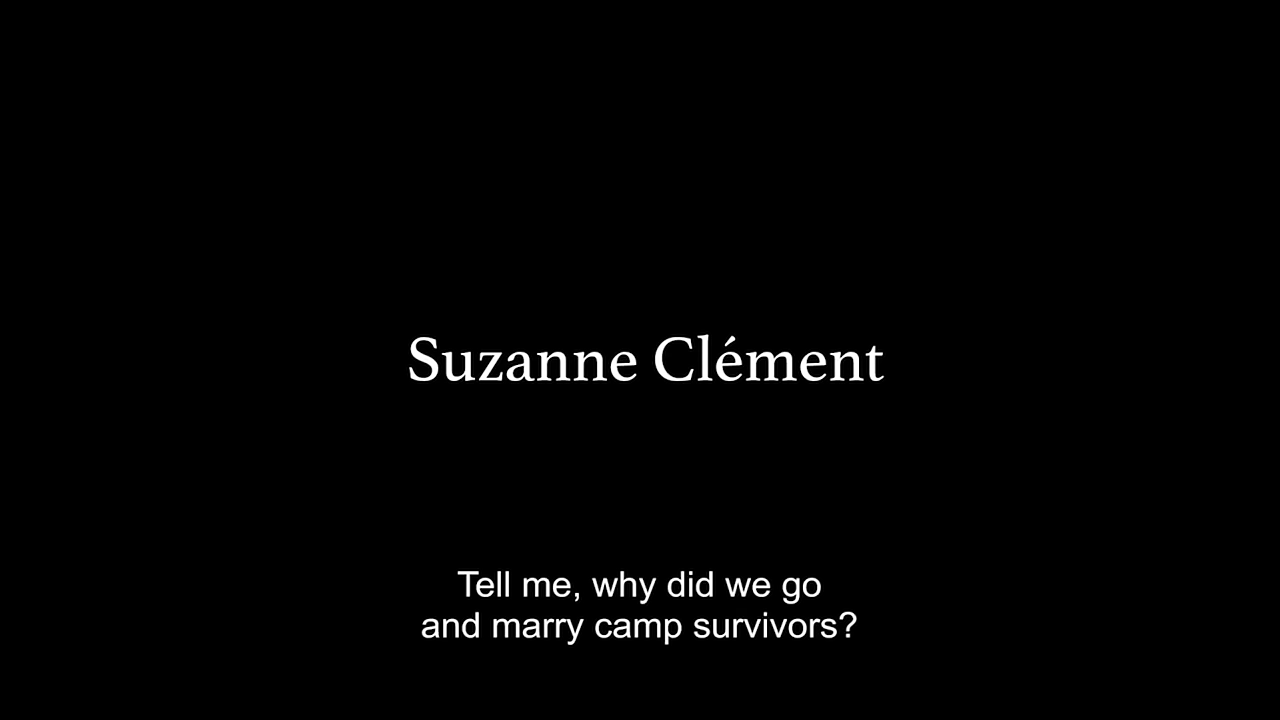 Suzanne Clément
Tell me, why did we go
and marry camp survivors?